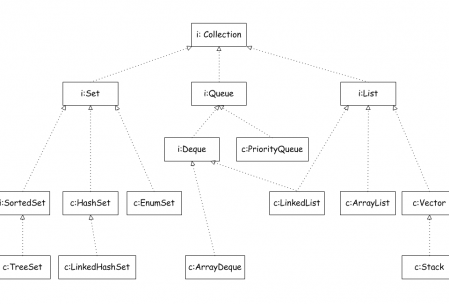 i: Collection
i:Set
i:Queue
i:List
i:Deque
c:PriorityQueue
i:SortedSet
c:HashSet
c:EnumSet
c:LinkedList
c:ArrayList
c:Vector
c:TreeSet
c:LinkedHashSet
c:ArrayDeque
c:Stack